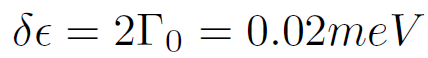 δϵ = 2Γ₀ = 0.02meV